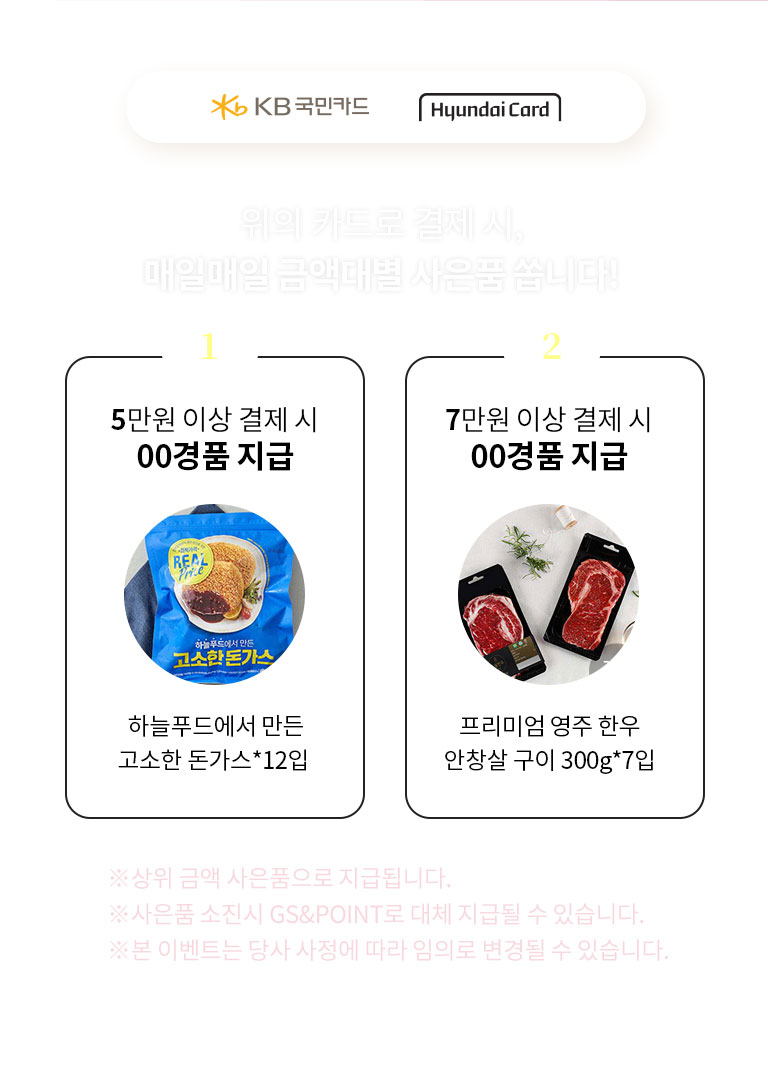 KB 국민카드
Hyundai Card
위의 카드로 결제 시,
매일매일 금액대별 사은품 쏩니다!
1
5만원 이상 결제 시
00경품 지급
REAL
Price
하늘푸드에서 만든
고소한 돈가스
하늘푸드에서 만든
고소한 돈가스*12입
2
7만원 이상 결제 시
00경품 지급
프리미엄 영주 한우
안창살 구이 300g*7입
※상위 금액 사은품으로 지급됩니다.
※사은품 소진시 GS&POINT로 대체 지급될 수 있습니다.
※본 이벤트는 당사 사정에 따라 임의로 변경될 수 있습니다.